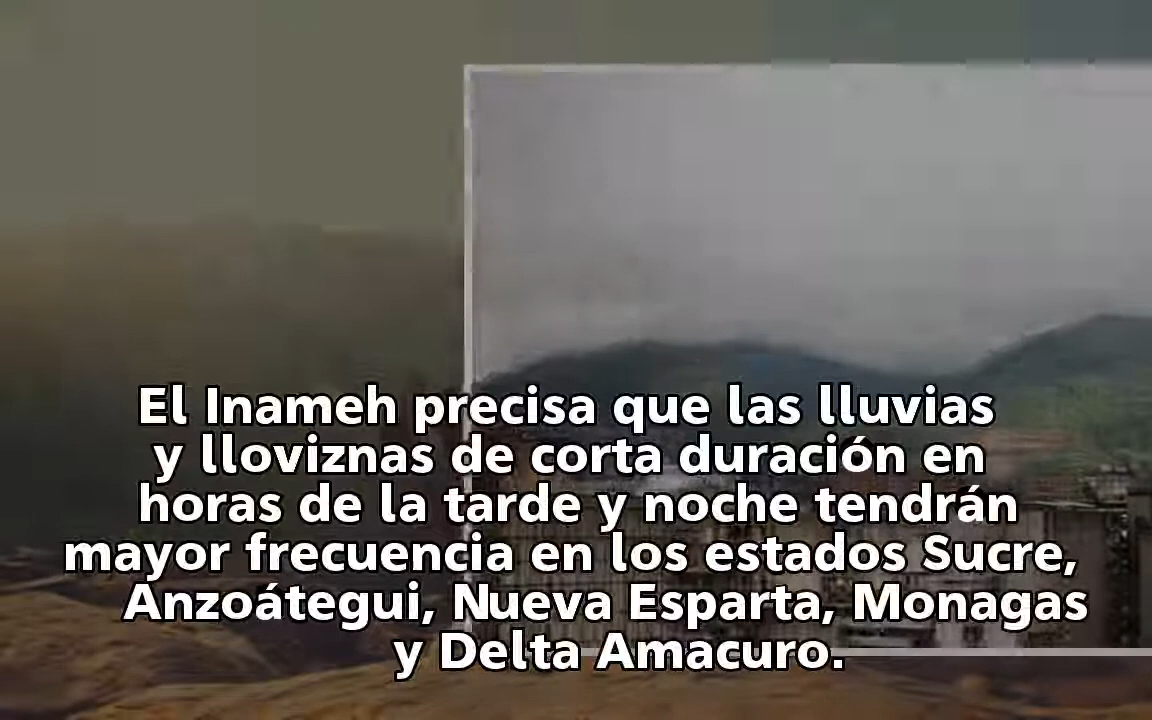 El Inameh precisa que las lluvias
y lloviznas de corta duración en
horas de la tarde y noche tendrán
mayor frecuencia en los estados Sucre,
Anzoátegui, Nueva Esparta, Monagas
y Delta Amacuro.